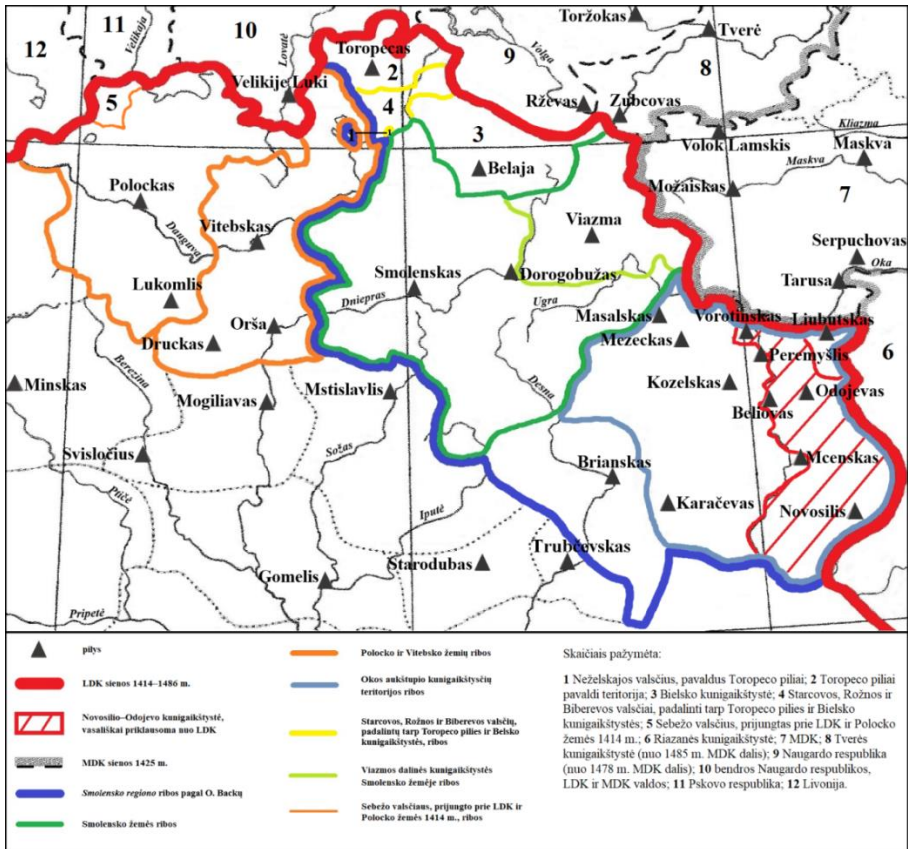 12
11
10
9
8
Velikaja
Lovatė
Volga
Toržokas
Tverė
Toropecas
2
Velikije Luki
5
4
Rževas
Zubcovas
1
1
3
Volok Lamskis
Kliazma
Maskva
Maskva
Belaja
Možaiskas
7
Polockas
Dauguva
Vitebskas
Viazma
Serpuchovas
Oka
Smolenskas
Dorogobužas
Tarusa
Lukomlis
Dniepras
Ugra
Orša
Druckas
Masalskas
Vorotinskas
Liubutskas
Mezeckas
Peremyšlis
6
Minskas
Berezina
Mogiliavas
Mstislavlis
Desna
Kozelskas
Beliovas
Odojevas
Svisločius
Sožas
Brianskas
Mcenskas
Ptičė
Iputė
Karačevas
Novosilis
Gomelis
Starodubas
Trubčevskas
Pripetė
pilys
LDK sienos 1414–1486 m.
Novosilio–Odojevo kunigaikštystė,
vasališkai priklausoma nuo LDK
MDK sienos 1425 m.
Smolensko regiono ribos pagal O. Backų
Smolensko žemės ribos
Polocko ir Vitebsko žemių ribos
Okos aukštupio kunigaikštysčių
teritorijos ribos
Starcovos, Rožnos ir Biberevos valsčių,
padalintų tarp Toropeco pilies ir Belsko
kunigaikštystės, ribos
Viazmos dalinės kunigaikštystės
Smolensko žemėje ribos
Sebežo valsčiaus, prijungto prie LDK ir
Polocko žemės 1414 m., ribos
Skaičiais pažymėta:
1 Neželskajos valsčius, pavaldus Toropeco piliai; 2 Toropeco piliai
pavaldi teritorija; 3 Bielsko kunigaikštystė; 4 Starcovos, Rožnos ir
Biberevos valsčiai, padalinti tarp Toropeco pilies ir Bielsko
kunigaikštystės; 5 Sebežo valsčius, prijungtas prie LDK ir Polocko
žemės 1414 m.; 6 Riazanės kunigaikštystė; 7 MDK; 8 Tverės
kunigaikštystė (nuo 1485 m. MDK dalis); 9 Naugardo respublika
(nuo 1478 m. MDK dalis); 10 bendros Naugardo respublikos,
LDK ir MDK valdos; 11 Pskovo respublika; 12 Livonija.